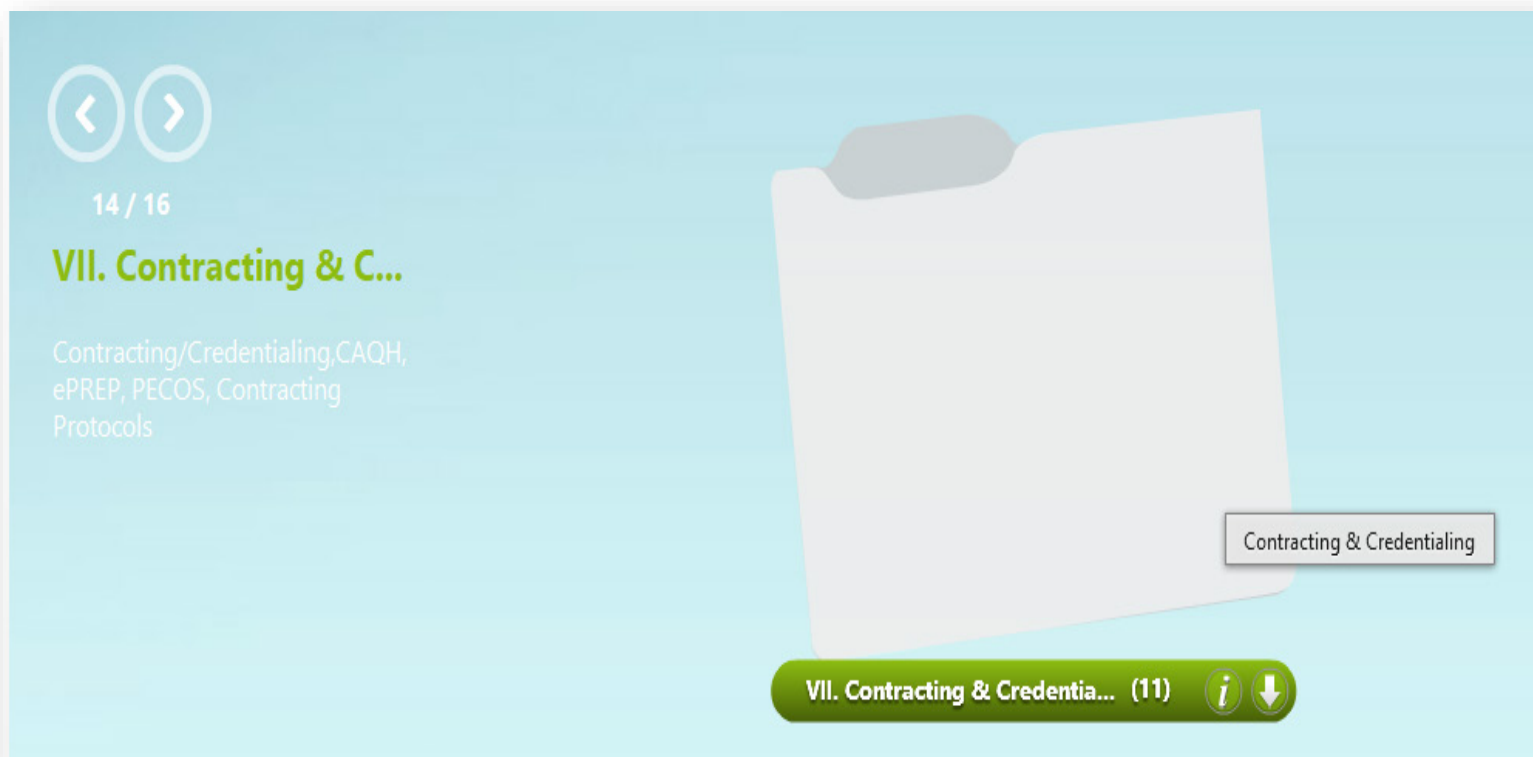 14 / 16
VII. Contracting & C...
Contracting/Credentialing,CAQH,
ePREP, PECOS, Contracting
Protocols
Contracting & Credentialing
VII. Contracting & Credentia... (11) i